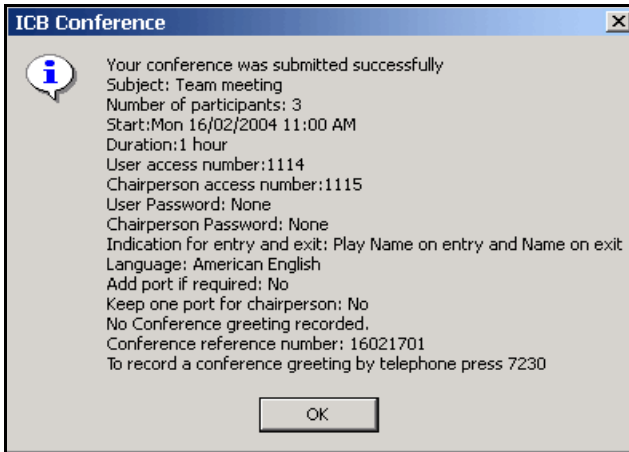 ICB Conference
Your conference was submitted successfully
Subject: Team meeting
Number of participants: 3
Start:Mon 16/02/2004 11:00 AM
Duration:1 hour
User access number:1114
Chairperson access number:1115
User Password: None
Chairperson Password: None
Indication for entry and exit: Play Name on entry and Name on exit
Language: American English
Add port if required: No
Keep one port for chairperson: No
No Conference greeting recorded.
Conference reference number: 16021701
To record a conference greeting by telephone press 7230
OK